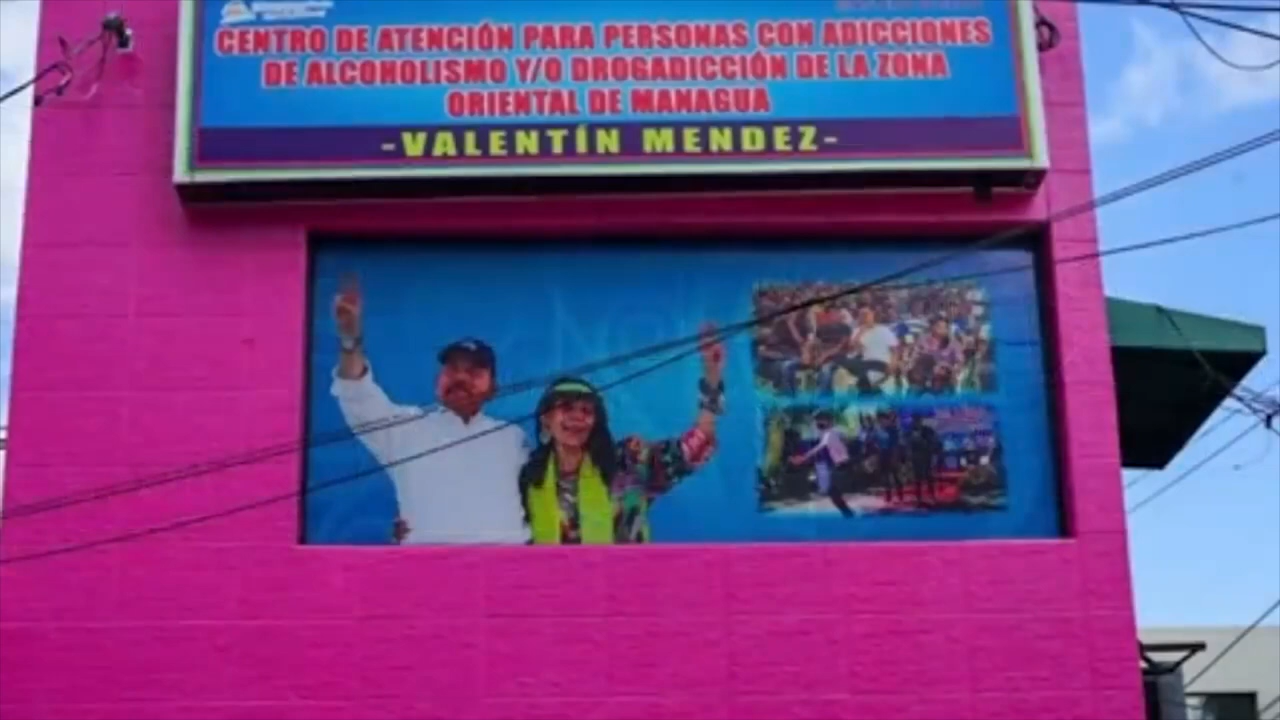 CENTRO DE ATENCIÓN PARA PERSONAS CON ADICCIONES
DE ALCOHOLISMO Y/O DROGADICCIÓN DE LA ZONA
ORIENTAL DE MANAGUA
-VALENTÍN MENDEZ-